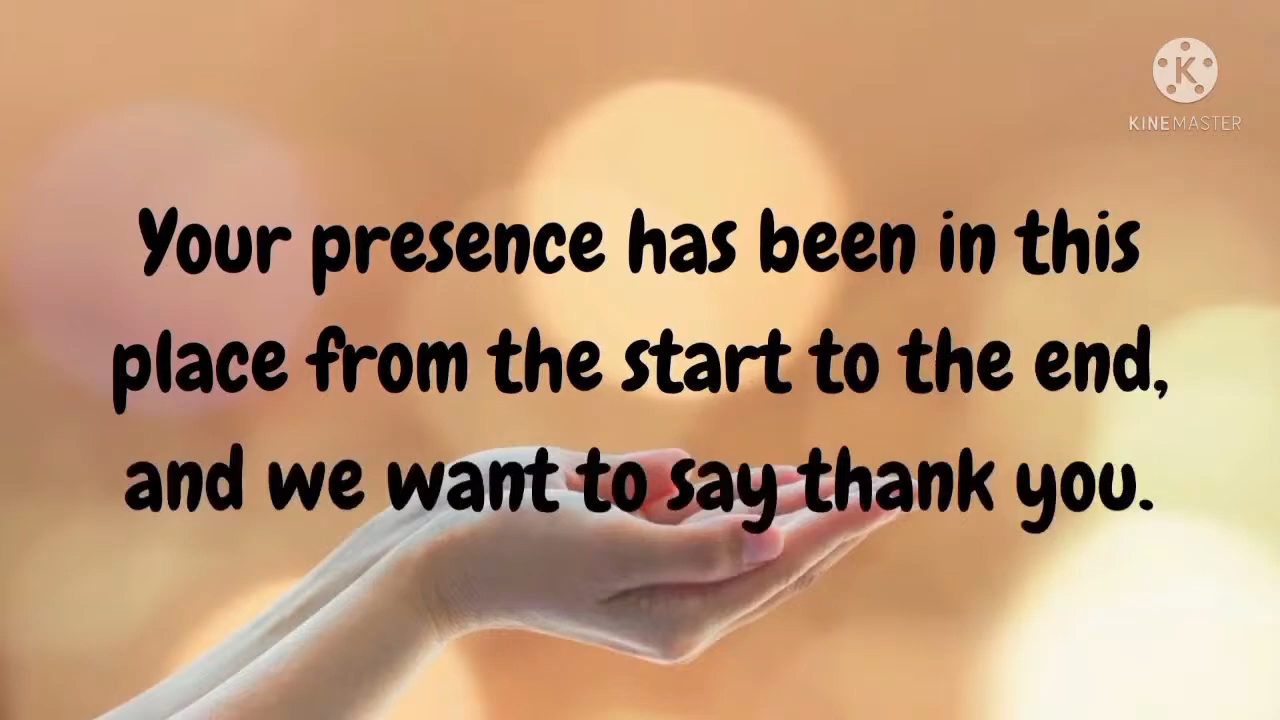 K
KINEMASTER
Your presence has been in this
place from the start to the end,
and we want to say thank you.